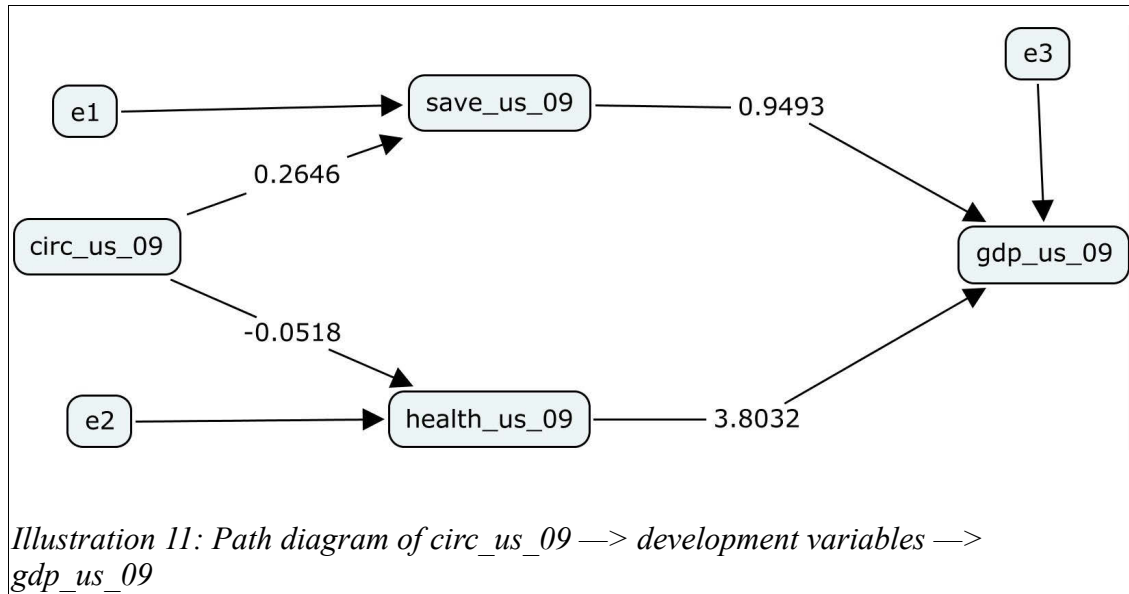 e3
e1
save_us_09
0.9493
0.2646
circ_us_09
gdp_us_09
-0.0518
e2
health_us_09
3.8032
Illustration 11: Path diagram of circ_us_09 —> development variables —>
gdp_us_09